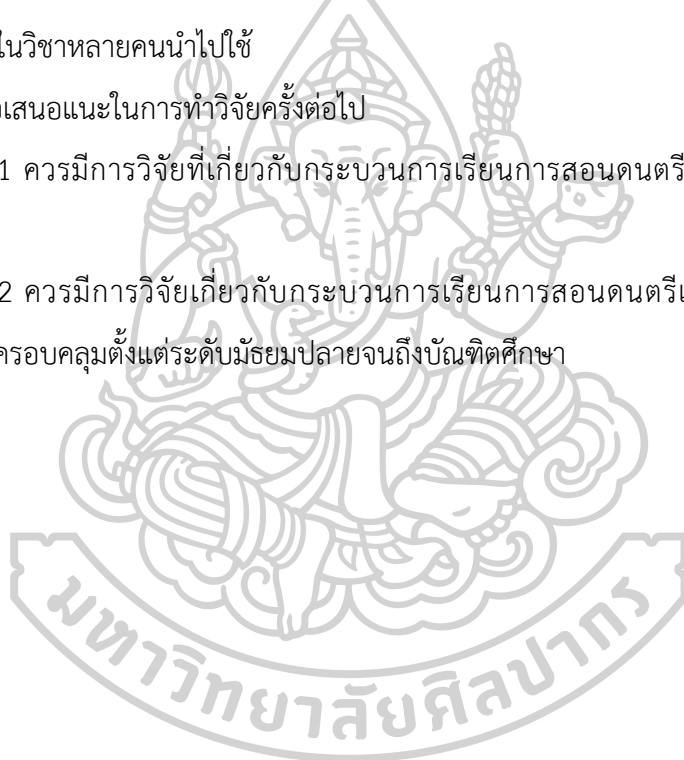 ในวิชาหลายคนนำไปใช้
เสนอแนะในการทำวิจัยครั้งต่อไป
1 ควรมีการวิจัยที่เกี่ยวกับกระบวนการเรียนการสอนดนตรี
2 ควรมีการวิจัยเกี่ยวกับกระบวนการเรียนการสอนดนตรี
ครอบคลุมตั้งแต่ระดับมัธยมปลายจนถึงบัณฑิตศึกษา
มหาวิทยาลัยศิลปากร